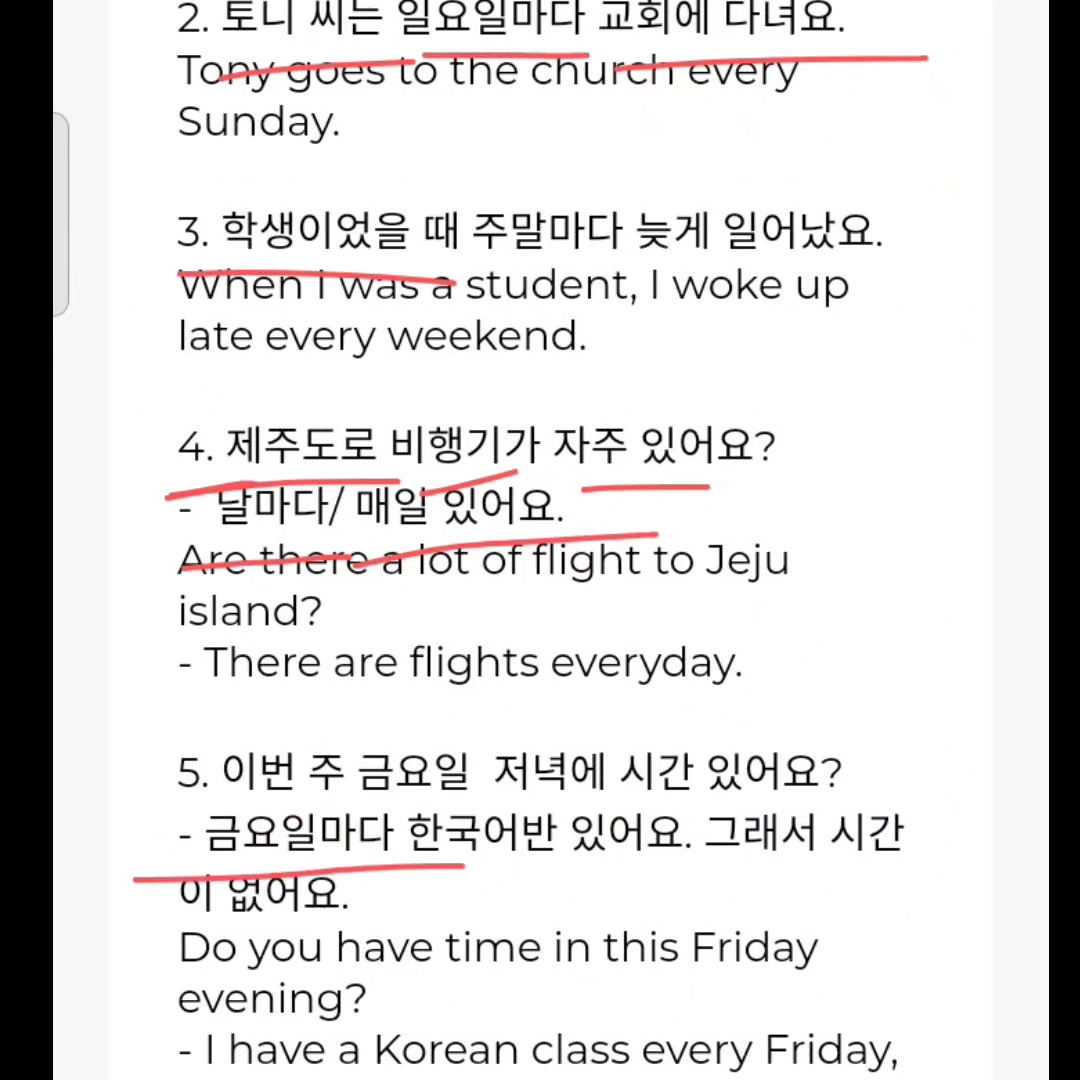 2. 토니 씨는 일요일마다 교회에 다녀요.
Tony goes to the church every
Sunday.
3. 학생이었을 때 주말마다 늦게 일어났요.
When I was a student, I woke up
late every weekend.
4. 제주도로 비행기가 자주 있어요?
- 날마다/ 매일 있어요.
Are there a lot of flight to Jeju
island?
- There are flights everyday.
5. 이번 주 금요일 저녁에 시간 있어요?
- 금요일마다 한국어반 있어요. 그래서 시간
이 없어요.
Do you have time in this Friday
evening?
- I have a Korean class every Friday,